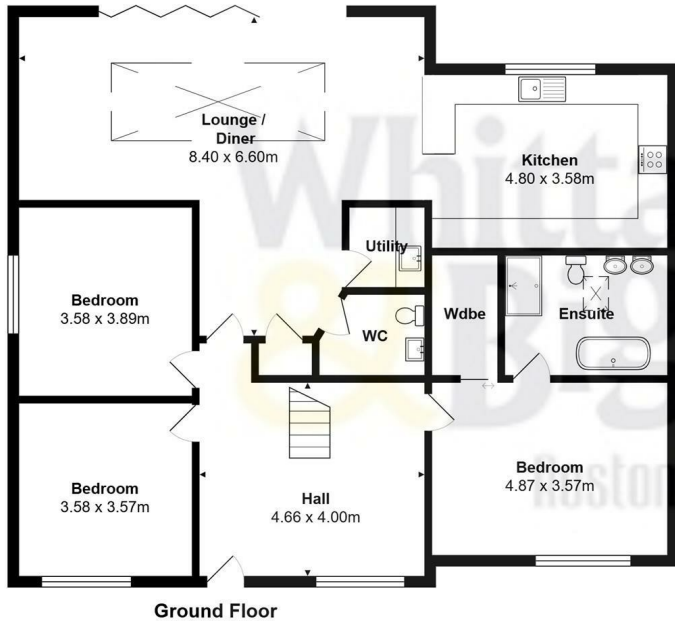 Lounge /
Diner
8.40 x 6.60m
Kitchen
4.80 x 3.58m
Utility
Bedroom
3.58 x 3.89m
WC
Wdbe
Ensuite
Bedroom
3.58 x 3.57m
Hall
4.66 x 4.00m
Bedroom
4.87 x 3.57m
Ground Floor